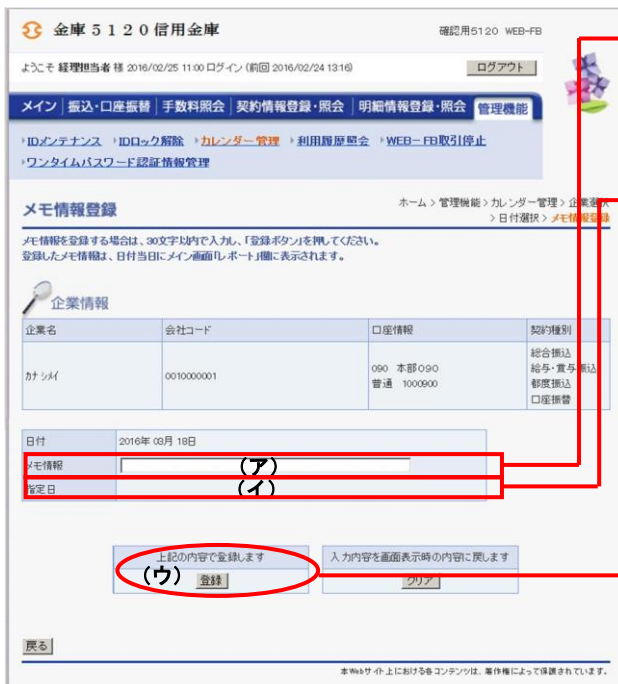 金庫５１２０信用金庫
確認用5120 WEB-FB
ようこそ 経理担当者 様 2016/02/25 11:00 ログイン (前回 2016/02/24 13:16)
ログアウト
メイン 振込・口座振替 手数料照会 契約情報登録・照会 明細情報登録・照会 管理機能
IDメンテナンス IDロック解除 カレンダー管理 利用履歴照会 WEB-FB取引停止
ワンタイムパスワード認証情報管理
メモ情報登録
ホーム > 管理機能 > カレンダー管理 > 企業選択
> 日付選択 > メモ情報登録
メモ情報を登録する場合は、30文字以内で入力し、「登録ボタン」を押してください。
登録したメモ情報は、日付当日にメイン画面「レポート」欄に表示されます。
企業情報
企業名 会社コード 口座情報 契約種別
カナ シメイ 0010000001 090 本部090 普通 1000900
総合振込
給与・賞与振込
都度振込
口座振替
日付 2016年 03月 18日
メモ情報 (ア)
指定日 (イ)
上記の内容で登録します 入力内容を画面表示時の内容に戻します
(ウ) 登録 クリア
戻る
本Webサイト上における各コンテンツは、著作権によって保護されています。